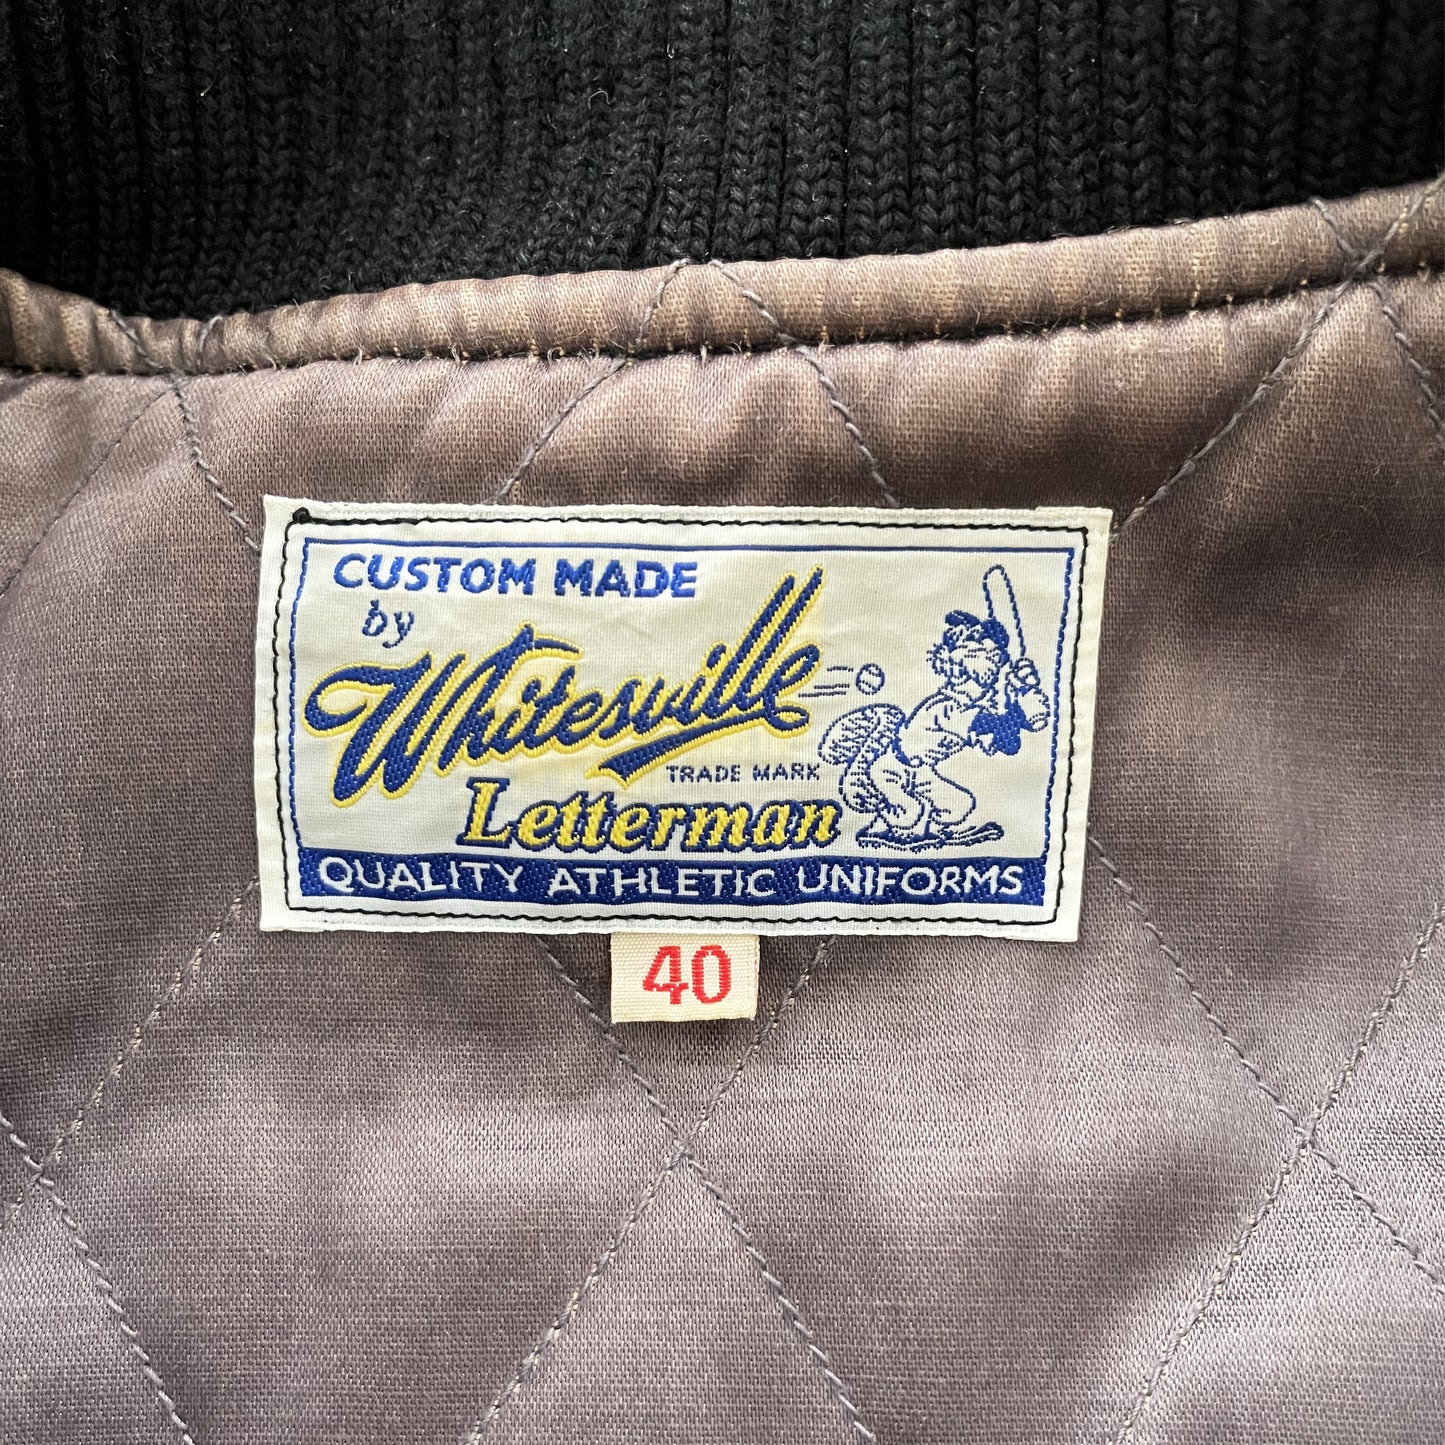 CUSTOM MADE
by
Whitesville
TRADE MARK
Letterman
QUALITY ATHLETIC UNIFORMS
40